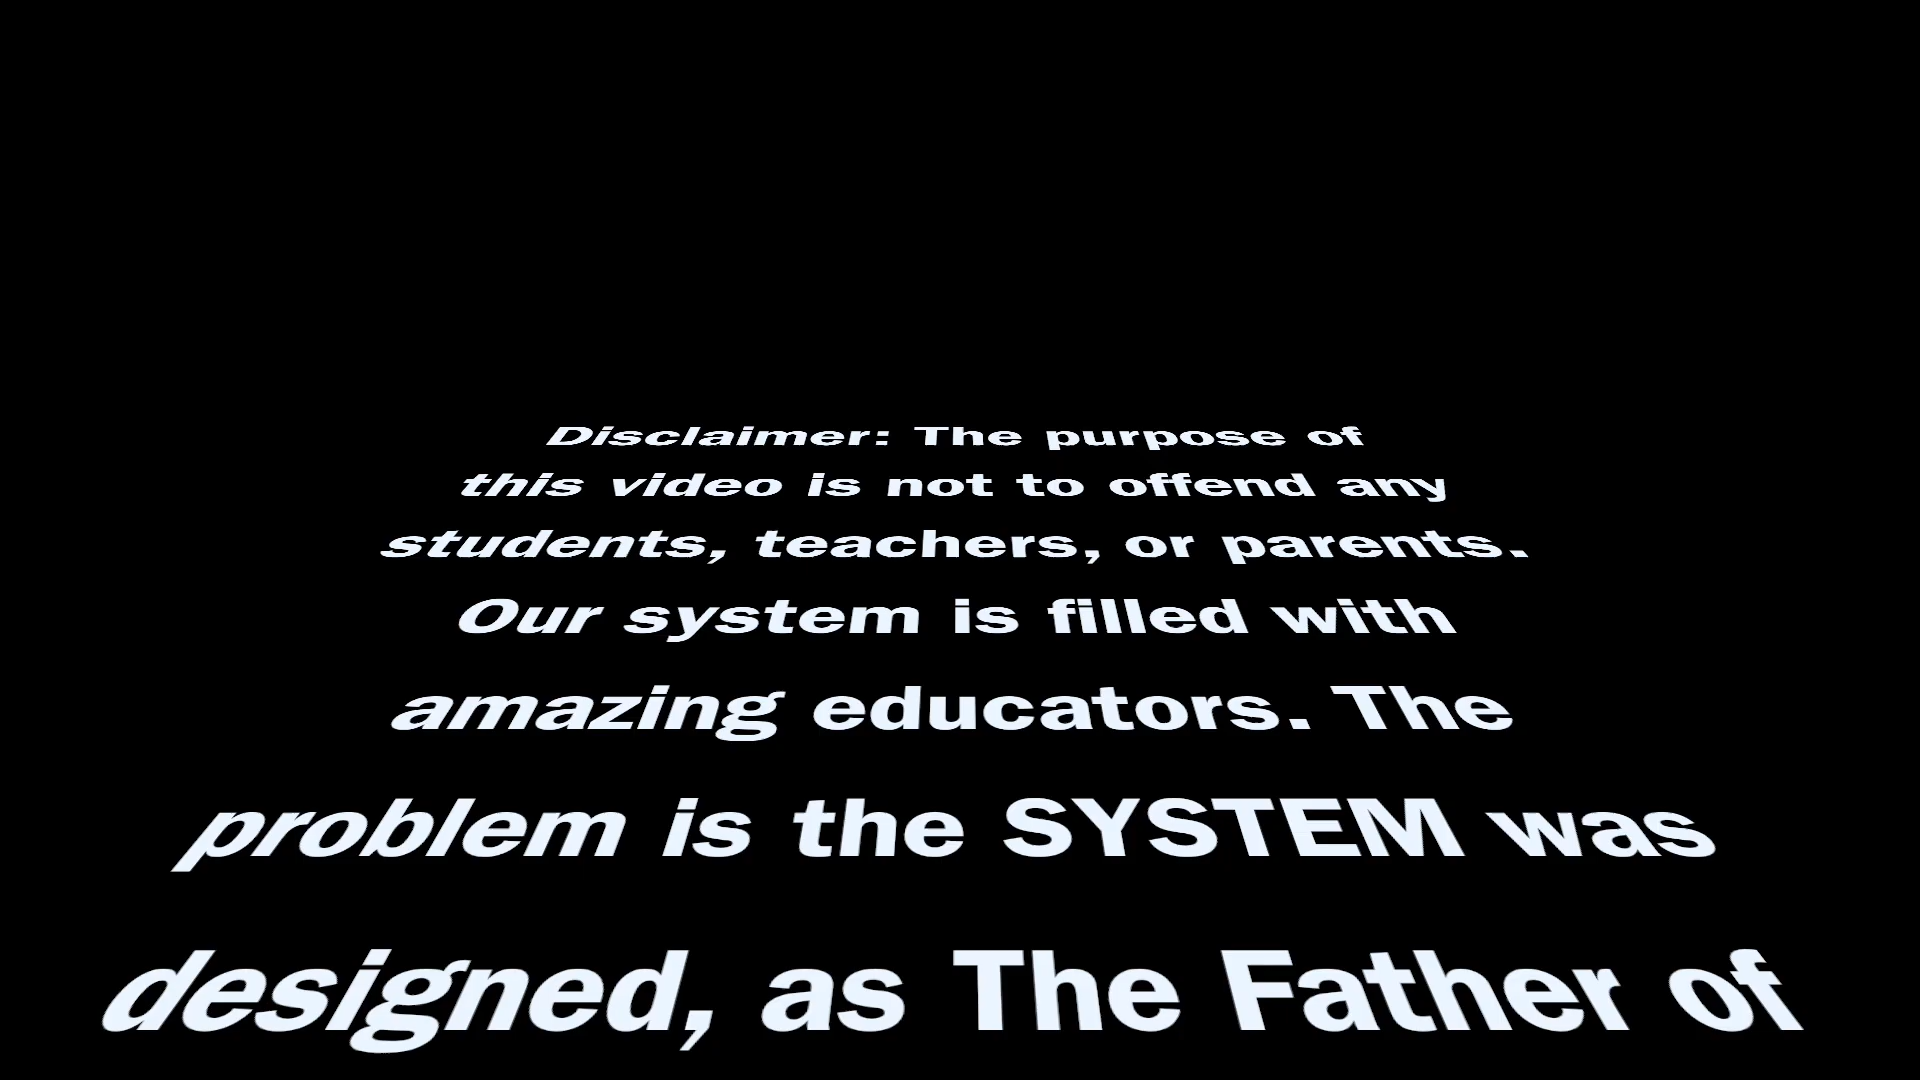 Disclaimer: The purpose of
this video is not to offend any
students, teachers, or parents.
Our system is filled with
amazing educators. The
problem is the SYSTEM was
designed, as The Father of